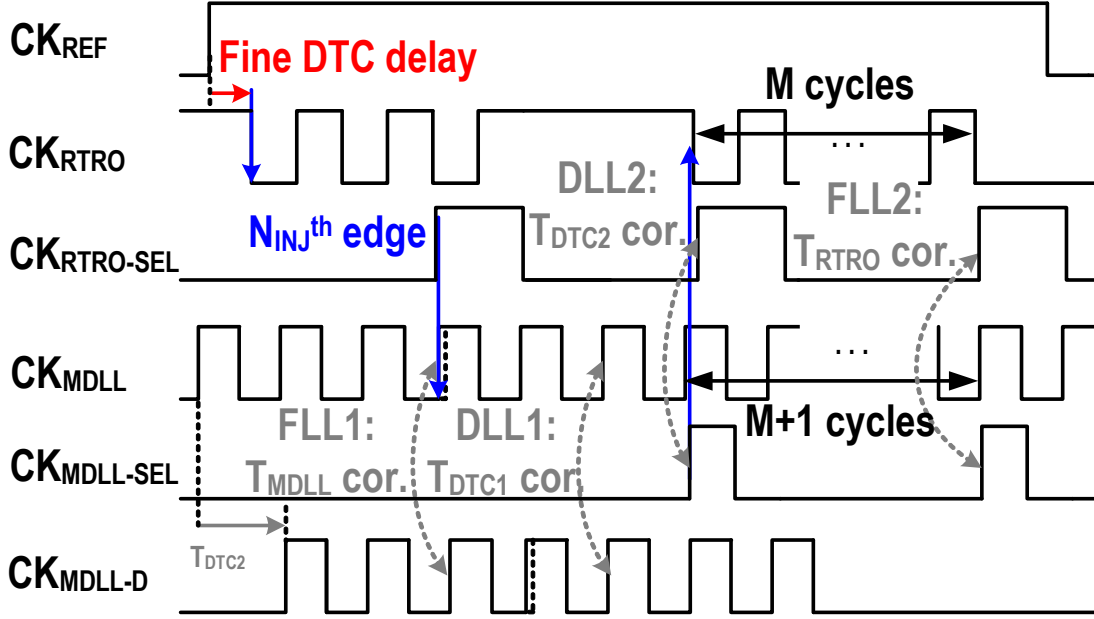 CKREF
Fine DTC delay
M cycles
CKRTRO
...
DLL2:
TDTC2 cor.
FLL2:
TRTRO cor.
NINJth edge
CKRTRO-SEL
...
CKMDLL
M+1 cycles
FLL1:
TMDLL cor.
DLL1:
TDTC1 cor.
CKMDLL-SEL
TDTC2
CKMDLL-D